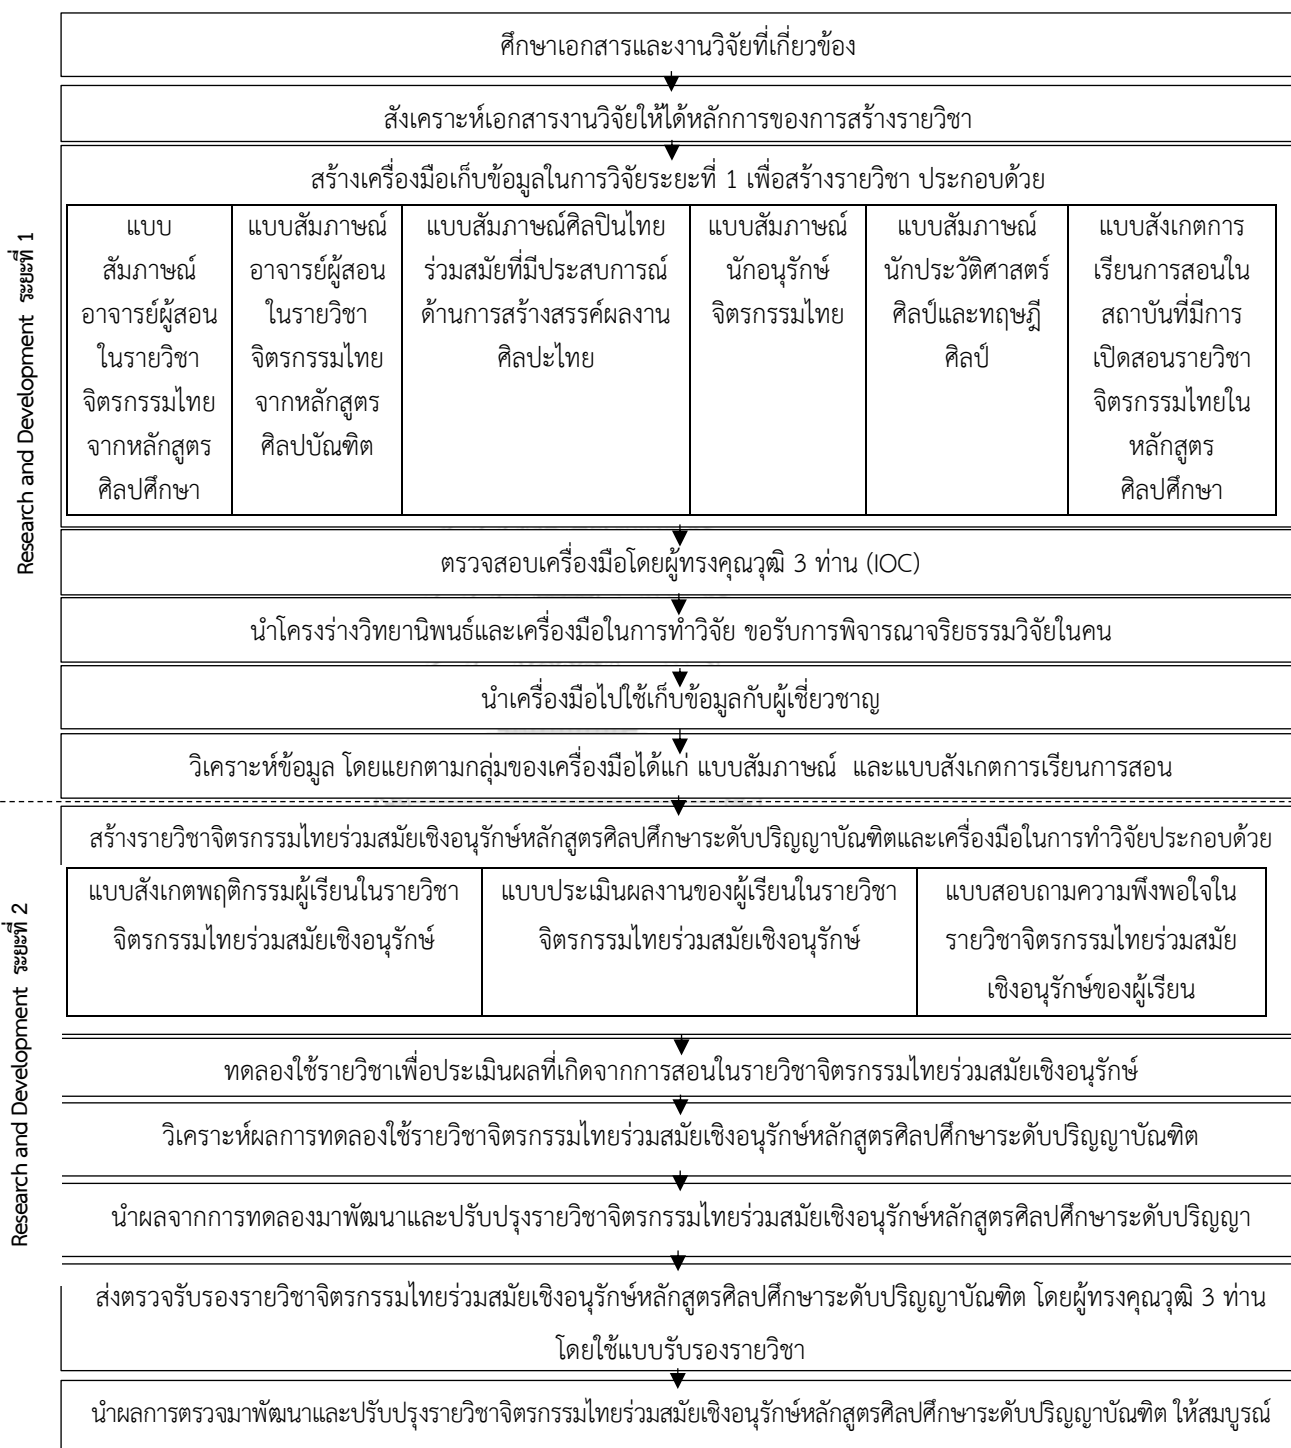 ศึกษาเอกสารและงานวิจัยที่เกี่ยวข้อง
สังเคราะห์เอกสารงานวิจัยให้ได้หลักการของการสร้างรายวิชา
สร้างเครื่องมือเก็บข้อมูลในการวิจัยระยะที่ 1 เพื่อสร้างรายวิชา ประกอบด้วย
แบบ
สัมภาษณ์
อาจารย์ผู้สอน
ในรายวิชา
จิตรกรรมไทย
จากหลักสูตร
ศิลปศึกษา
แบบสัมภาษณ์
อาจารย์ผู้สอน
ในรายวิชา
จิตรกรรมไทย
จากหลักสูตร
ศิลปบัณฑิต
แบบสัมภาษณ์ศิลปินไทย
ร่วมสมัยที่มีประสบการณ์
ด้านการสร้างสรรค์ผลงาน
ศิลปะไทย
แบบสัมภาษณ์
นักอนุรักษ์
จิตรกรรมไทย
แบบสัมภาษณ์
นักประวัติศาสตร์
ศิลป์และทฤษฎี
ศิลป์
แบบสังเกตการ
เรียนการสอนใน
สถาบันที่มีการ
เปิดสอนรายวิชา
จิตรกรรมไทยใน
หลักสูตร
ศิลปศึกษา
Research and Development ระยะที่ 1
ตรวจสอบเครื่องมือโดยผู้ทรงคุณวุฒิ 3 ท่าน (IOC)
นำโครงร่างวิทยานิพนธ์และเครื่องมือในการทำวิจัย ขอรับการพิจารณาจริยธรรมวิจัยในคน
นำเครื่องมือไปใช้เก็บข้อมูลกับผู้เชี่ยวชาญ
วิเคราะห์ข้อมูล โดยแยกตามกลุ่มของเครื่องมือได้แก่ แบบสัมภาษณ์ และแบบสังเกตการเรียนการสอน
สร้างรายวิชาจิตรกรรมไทยร่วมสมัยเชิงอนุรักษ์หลักสูตรศิลปศึกษาระดับปริญญาบัณฑิตและเครื่องมือในการทำวิจัยประกอบด้วย
แบบสังเกตพฤติกรรมผู้เรียนในรายวิชา
จิตรกรรมไทยร่วมสมัยเชิงอนุรักษ์
แบบประเมินผลงานของผู้เรียนในรายวิชา
จิตรกรรมไทยร่วมสมัยเชิงอนุรักษ์
แบบสอบถามความพึงพอใจใน
รายวิชาจิตรกรรมไทยร่วมสมัย
เชิงอนุรักษ์ของผู้เรียน
Research and Development ระยะที่ 2
ทดลองใช้รายวิชาเพื่อประเมินผลที่เกิดจากการสอนในรายวิชาจิตรกรรมไทยร่วมสมัยเชิงอนุรักษ์
วิเคราะห์ผลการทดลองใช้รายวิชาจิตรกรรมไทยร่วมสมัยเชิงอนุรักษ์หลักสูตรศิลปศึกษาระดับปริญญาบัณฑิต
นำผลจากการทดลองมาพัฒนาและปรับปรุงรายวิชาจิตรกรรมไทยร่วมสมัยเชิงอนุรักษ์หลักสูตรศิลปศึกษาระดับปริญญา
ส่งตรวจรับรองรายวิชาจิตรกรรมไทยร่วมสมัยเชิงอนุรักษ์หลักสูตรศิลปศึกษาระดับปริญญาบัณฑิต โดยผู้ทรงคุณวุฒิ 3 ท่าน
โดยใช้แบบรับรองรายวิชา
นำผลการตรวจมาพัฒนาและปรับปรุงรายวิชาจิตรกรรมไทยร่วมสมัยเชิงอนุรักษ์หลักสูตรศิลปศึกษาระดับปริญญาบัณฑิต ให้สมบูรณ์